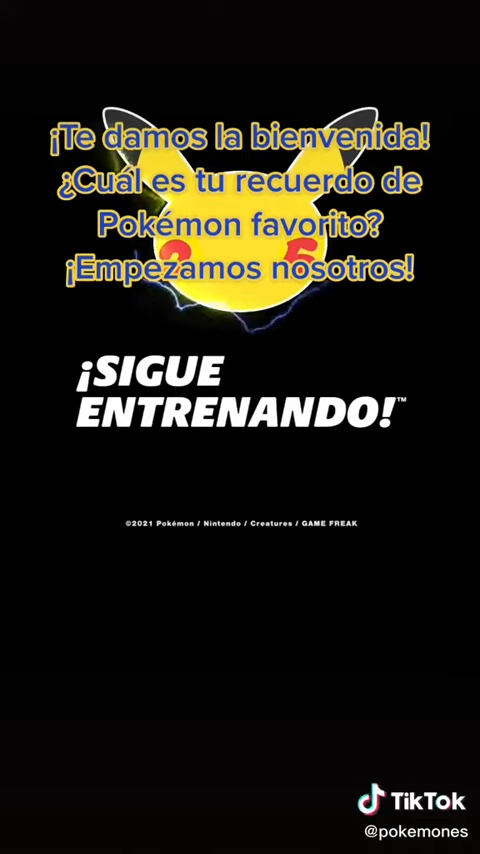 ¡Te damos la bienvenida!
¿Cuál es tu recuerdo de
Pokémon favorito?
¡Empezamos nosotros!
25
¡SIGUE
ENTRENANDO!™
©2021 Pokémon / Nintendo / Creatures / GAME FREAK
TikTok
@pokemones